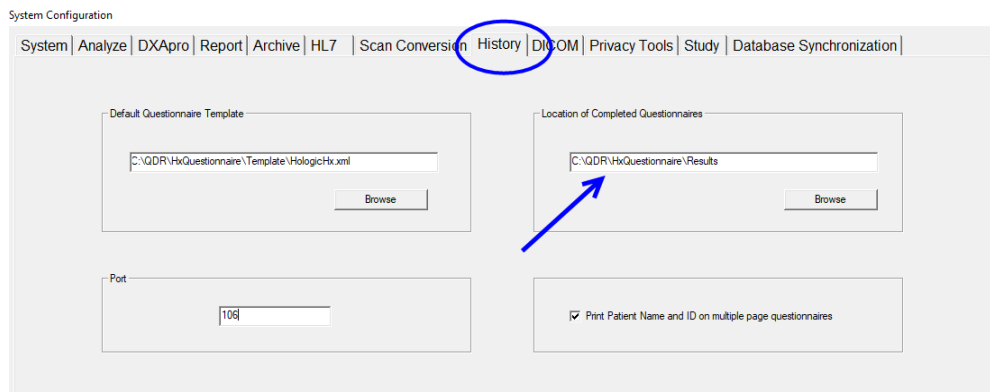 System Configuration
System Analyze DXApro Report Archive HL7 Scan Conversion History DICOM Privacy Tools Study Database Synchronization
Default Questionnaire Template
C:\QDR\HxQuestionnaire\Template\HologicHx.xml
Browse
Location of Completed Questionnaires
C:\QDR\HxQuestionnaire\Results
Browse
Port
106
Print Patient Name and ID on multiple page questionnaires